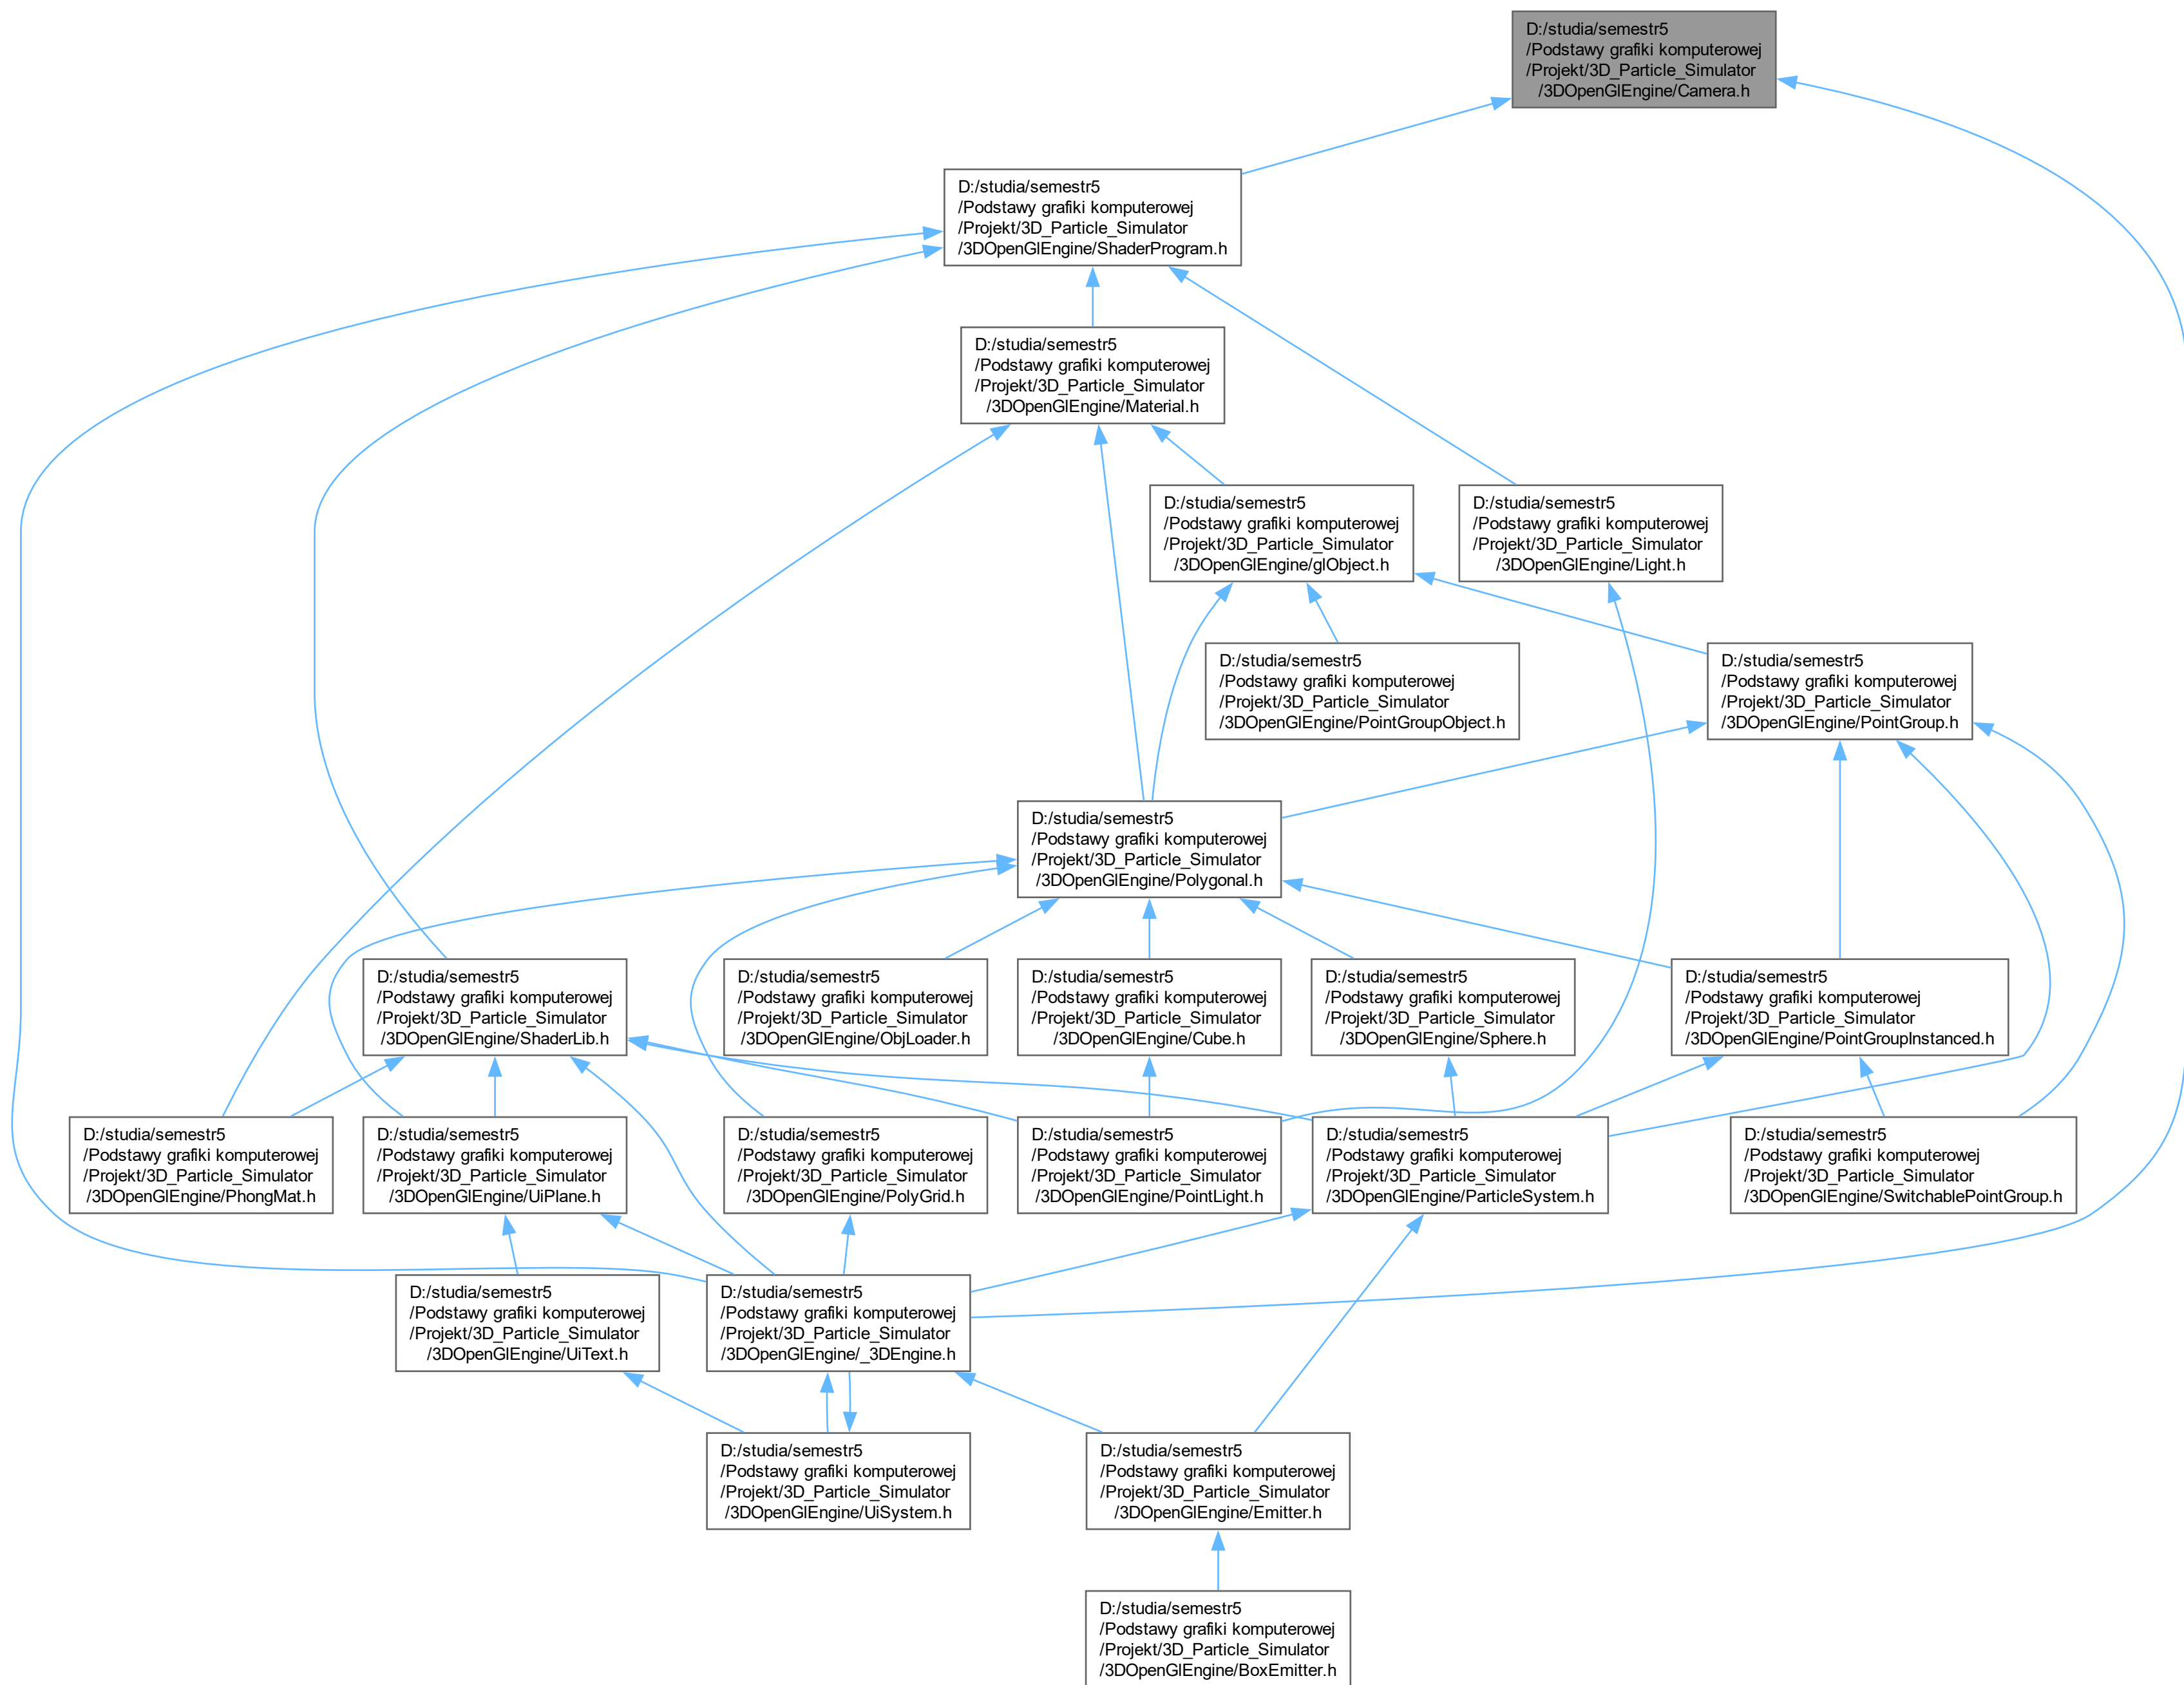 D:/studia/semestr5
/Podstawy grafiki komputerowej
/Projekt/3D_Particle_Simulator
/3DOpenGlEngine/Camera.h
D:/studia/semestr5
/Podstawy grafiki komputerowej
/Projekt/3D_Particle_Simulator
/3DOpenGlEngine/ShaderProgram.h
D:/studia/semestr5
/Podstawy grafiki komputerowej
/Projekt/3D_Particle_Simulator
/3DOpenGlEngine/Material.h
D:/studia/semestr5
/Podstawy grafiki komputerowej
/Projekt/3D_Particle_Simulator
/3DOpenGlEngine/glObject.h
D:/studia/semestr5
/Podstawy grafiki komputerowej
/Projekt/3D_Particle_Simulator
/3DOpenGlEngine/Light.h
D:/studia/semestr5
/Podstawy grafiki komputerowej
/Projekt/3D_Particle_Simulator
/3DOpenGlEngine/PointGroupObject.h
D:/studia/semestr5
/Podstawy grafiki komputerowej
/Projekt/3D_Particle_Simulator
/3DOpenGlEngine/PointGroup.h
D:/studia/semestr5
/Podstawy grafiki komputerowej
/Projekt/3D_Particle_Simulator
/3DOpenGlEngine/Polygonal.h
D:/studia/semestr5
/Podstawy grafiki komputerowej
/Projekt/3D_Particle_Simulator
/3DOpenGlEngine/ShaderLib.h
D:/studia/semestr5
/Podstawy grafiki komputerowej
/Projekt/3D_Particle_Simulator
/3DOpenGlEngine/ObjLoader.h
D:/studia/semestr5
/Podstawy grafiki komputerowej
/Projekt/3D_Particle_Simulator
/3DOpenGlEngine/Cube.h
D:/studia/semestr5
/Podstawy grafiki komputerowej
/Projekt/3D_Particle_Simulator
/3DOpenGlEngine/Sphere.h
D:/studia/semestr5
/Podstawy grafiki komputerowej
/Projekt/3D_Particle_Simulator
/3DOpenGlEngine/PointGroupInstanced.h
D:/studia/semestr5
/Podstawy grafiki komputerowej
/Projekt/3D_Particle_Simulator
/3DOpenGlEngine/PhongMat.h
D:/studia/semestr5
/Podstawy grafiki komputerowej
/Projekt/3D_Particle_Simulator
/3DOpenGlEngine/UiPlane.h
D:/studia/semestr5
/Podstawy grafiki komputerowej
/Projekt/3D_Particle_Simulator
/3DOpenGlEngine/PolyGrid.h
D:/studia/semestr5
/Podstawy grafiki komputerowej
/Projekt/3D_Particle_Simulator
/3DOpenGlEngine/PointLight.h
D:/studia/semestr5
/Podstawy grafiki komputerowej
/Projekt/3D_Particle_Simulator
/3DOpenGlEngine/ParticleSystem.h
D:/studia/semestr5
/Podstawy grafiki komputerowej
/Projekt/3D_Particle_Simulator
/3DOpenGlEngine/SwitchablePointGroup.h
D:/studia/semestr5
/Podstawy grafiki komputerowej
/Projekt/3D_Particle_Simulator
/3DOpenGlEngine/UiText.h
D:/studia/semestr5
/Podstawy grafiki komputerowej
/Projekt/3D_Particle_Simulator
/3DOpenGlEngine/_3DEngine.h
D:/studia/semestr5
/Podstawy grafiki komputerowej
/Projekt/3D_Particle_Simulator
/3DOpenGlEngine/UiSystem.h
D:/studia/semestr5
/Podstawy grafiki komputerowej
/Projekt/3D_Particle_Simulator
/3DOpenGlEngine/Emitter.h
D:/studia/semestr5
/Podstawy grafiki komputerowej
/Projekt/3D_Particle_Simulator
/3DOpenGlEngine/BoxEmitter.h